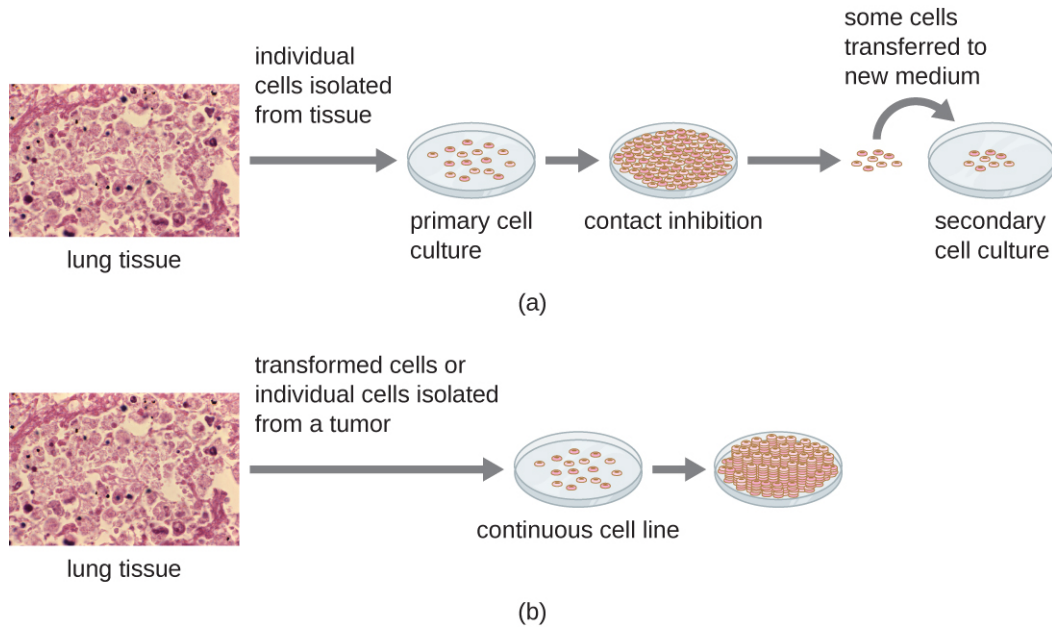 individual
cells isolated
from tissue
some cells
transferred to
new medium
lung tissue
primary cell
culture
contact inhibition
secondary
cell culture
(a)
transformed cells or
individual cells isolated
from a tumor
lung tissue
continuous cell line
(b)